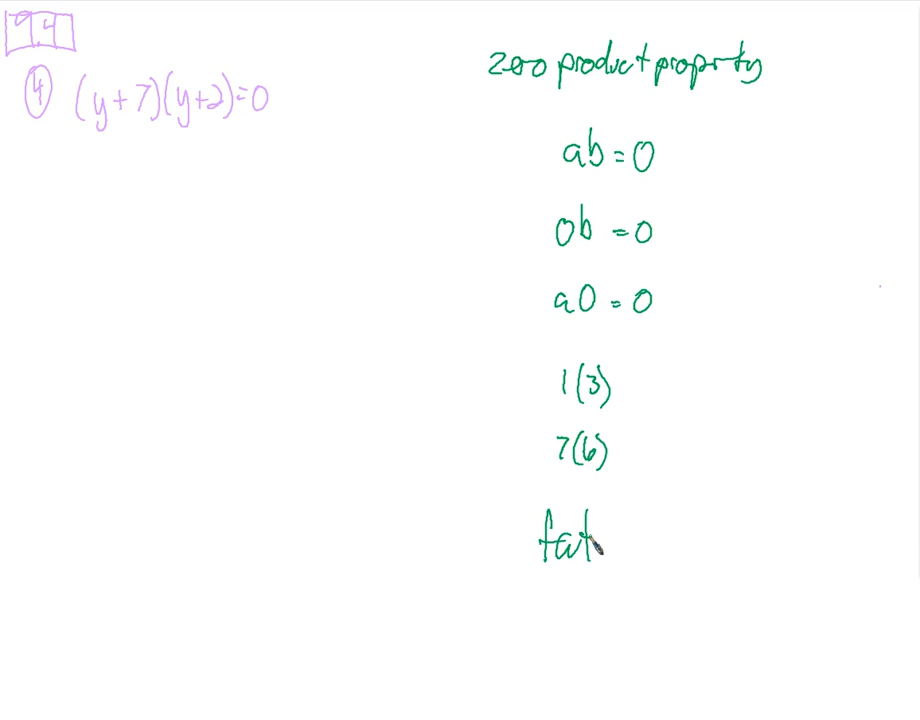 9.4
④ (y+7)(y+2)=0
zero product property
ab = 0
0b = 0
a0 = 0
1(3)
7(6)
fat